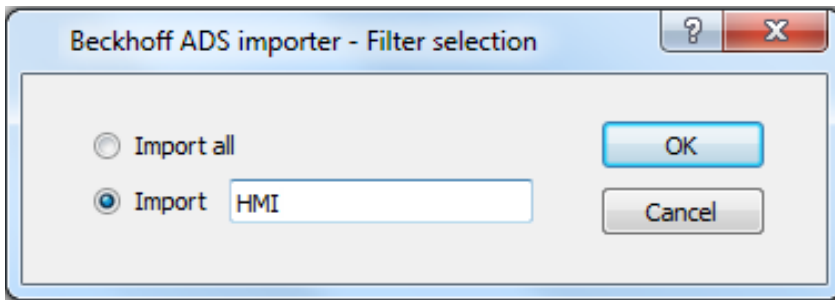 Beckhoff ADS importer - Filter selection
?
Import all
OK
Import HMI
Cancel